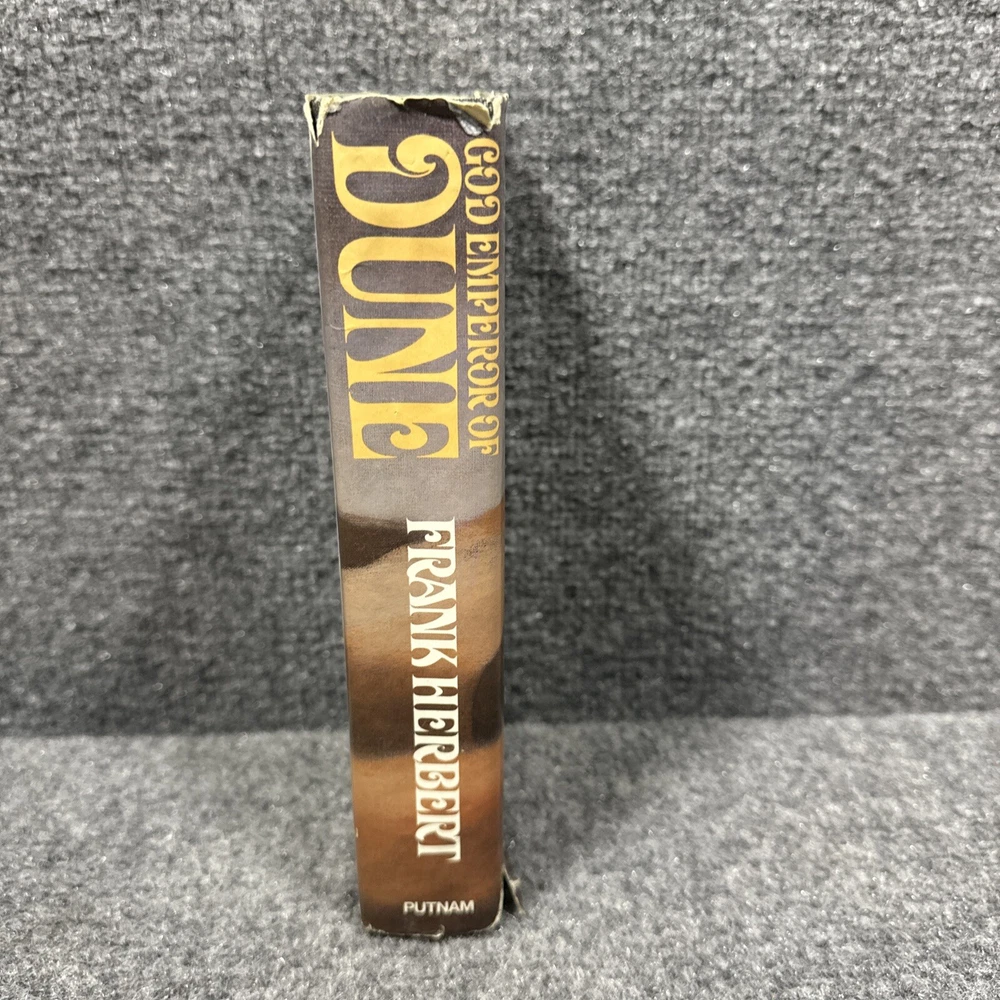 GOD EMPEROR OF
DUNE
FRANK HERBERT
PUTNAM